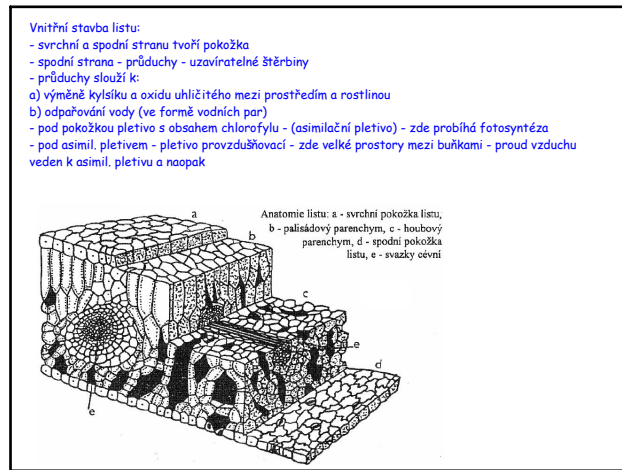 Vnitřní stavba listu:
- svrchní a spodní stranu tvoří pokožka
- spodní strana - průduchy - uzavíratelné štěrbiny
- průduchy slouží k:
a) výměně kylsíku a oxidu uhličitého mezi prostředím a rostlinou
b) odpařování vody (ve formě vodních par)
- pod pokožkou pletivo s obsahem chlorofylu - (asimilační pletivo) - zde probíhá fotosyntéza
- pod asimil. pletivem - pletivo provzdušňovací - zde velké prostory mezi buňkami - proud vzduchu
veden k asimil. pletivu a naopak
Anatomie listu: a - svrchní pokožka listu,
b - palisádový parenchym, c - houbový
parenchym, d - spodní pokožka
listu, e - svazky cévní
a
b
c
e
d
e